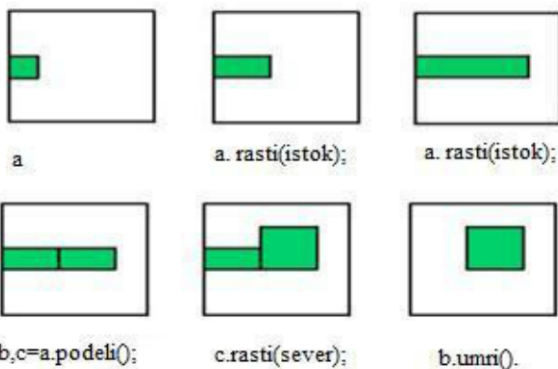 a
a. rasti(istok);
a. rasti(istok);
b,c=a.podeli();
c.rasti(sever);
b.umri().